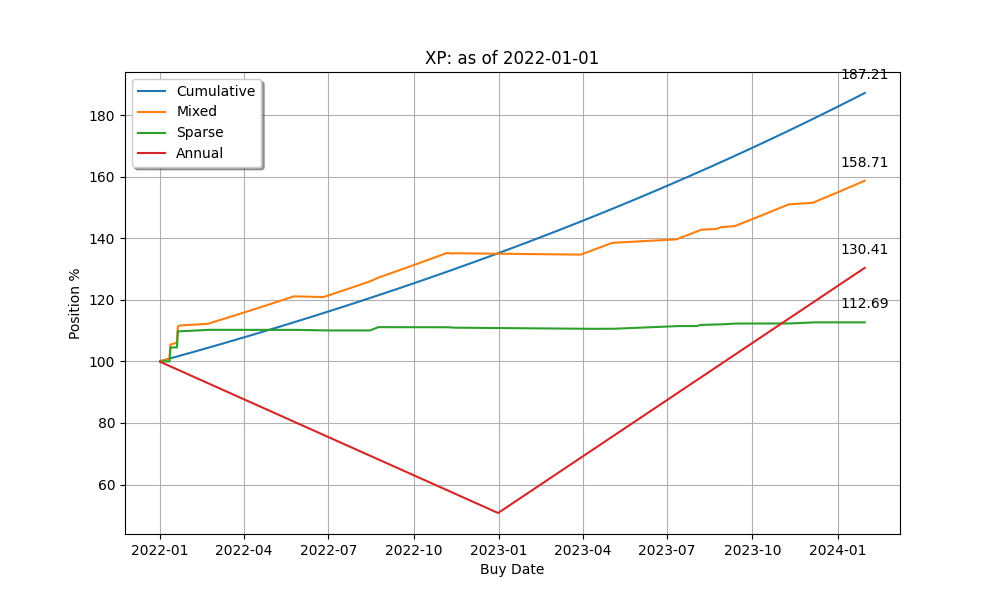 XP: as of 2022-01-01
187.21
Cumulative
Mixed
Sparse
Annual
180
160
140
120
100
80
60
158.71
130.41
112.69
Position %
2022-01 2022-04 2022-07 2022-10 2023-01 2023-04 2023-07 2023-10 2024-01
Buy Date